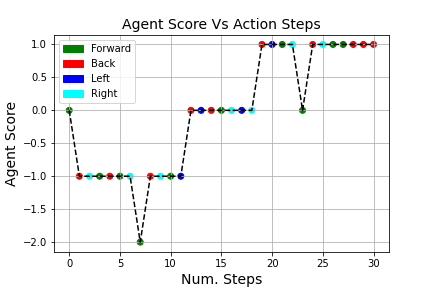 Agent Score Vs Action Steps
Agent Score
1.0
0.5
0.0
−0.5
−1.0
−1.5
−2.0
Forward
Back
Left
Right
0 5 10 15 20 25 30
Num. Steps